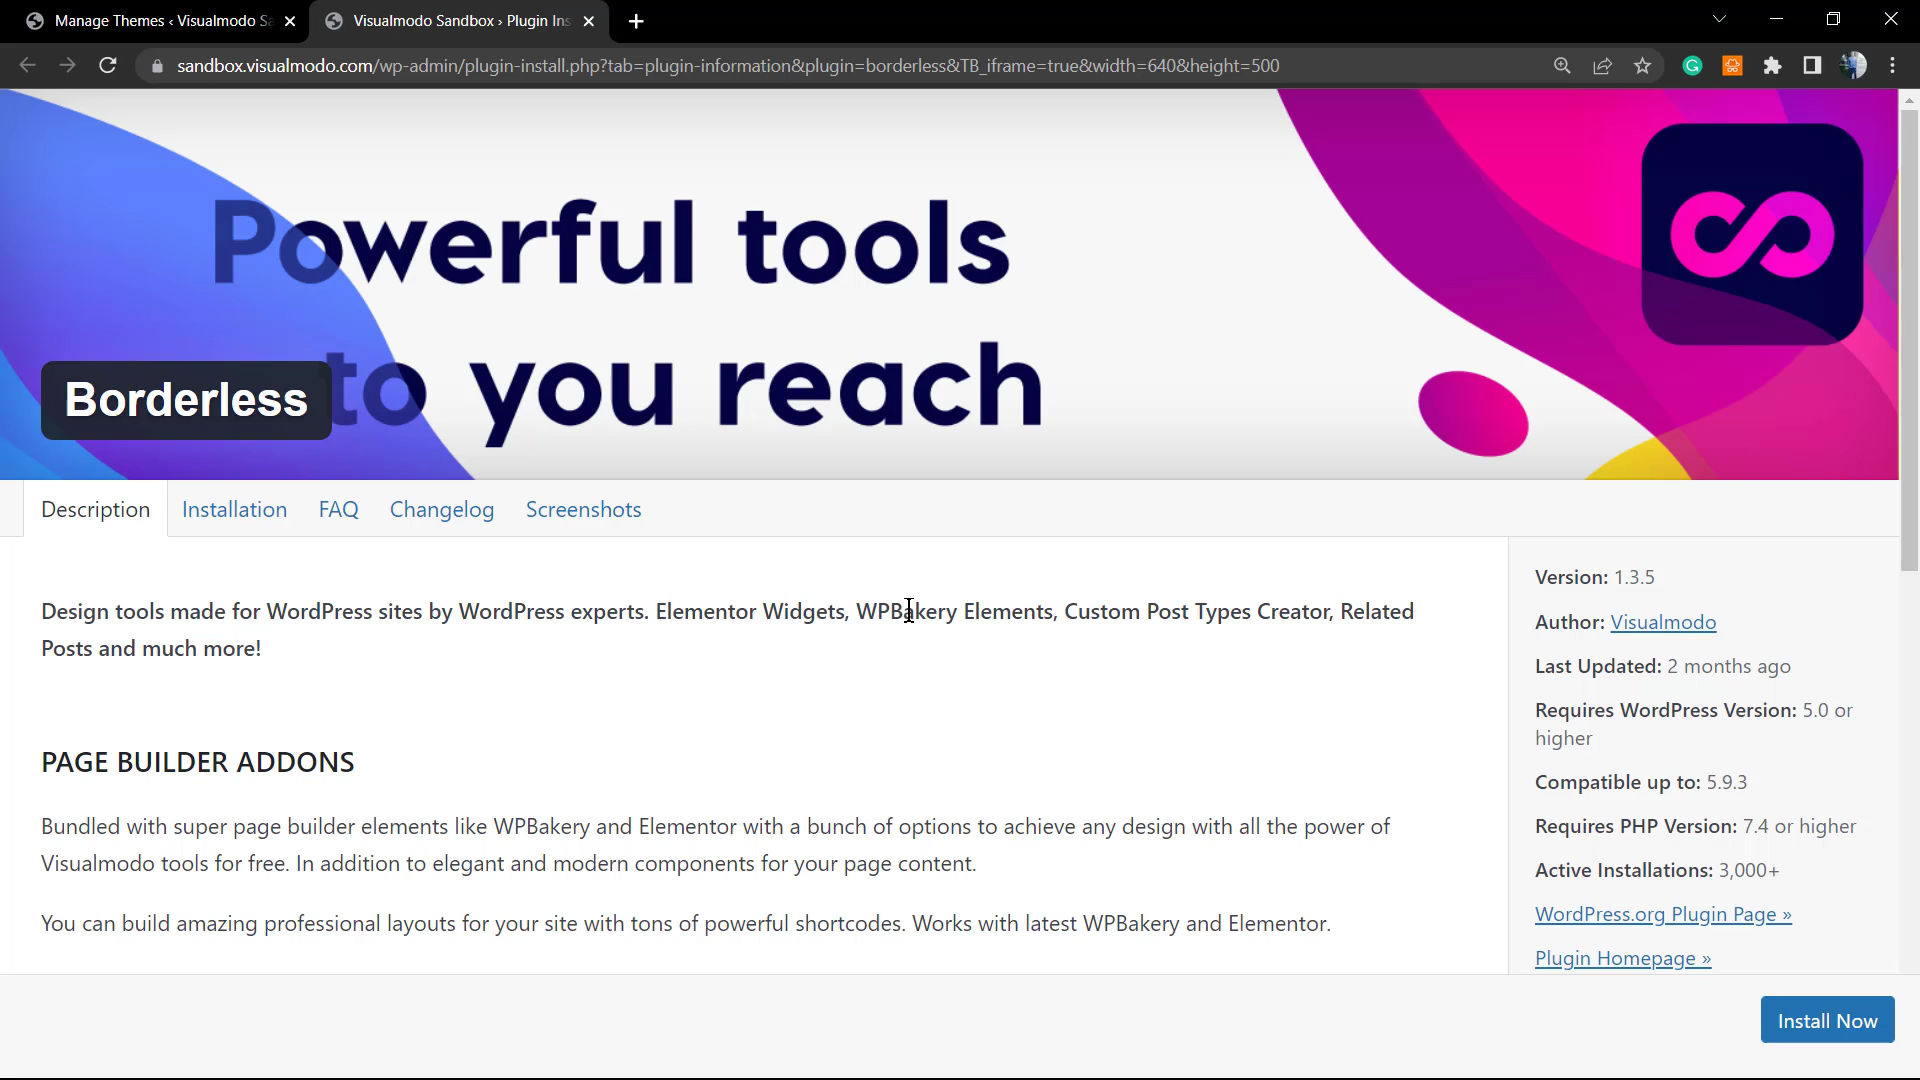 Manage Themes ‹ Visualmodo Sa
Visualmodo Sandbox › Plugin Ins
sandbox.visualmodo.com/wp-admin/plugin-install.php?tab=plugin-information&plugin=borderless&TB_iframe=true&width=640&height=500
Powerful tools
to you reach
Borderless
Description
Installation
FAQ
Changelog
Screenshots
Design tools made for WordPress sites by WordPress experts. Elementor Widgets, WPBakery Elements, Custom Post Types Creator, Related
Posts and much more!
PAGE BUILDER ADDONS
Bundled with super page builder elements like WPBakery and Elementor with a bunch of options to achieve any design with all the power of
Visualmodo tools for free. In addition to elegant and modern components for your page content.
You can build amazing professional layouts for your site with tons of powerful shortcodes. Works with latest WPBakery and Elementor.
Version: 1.3.5
Author: Visualmodo
Last Updated: 2 months ago
Requires WordPress Version: 5.0 or
higher
Compatible up to: 5.9.3
Requires PHP Version: 7.4 or higher
Active Installations: 3,000+
WordPress.org Plugin Page »
Plugin Homepage »
Install Now